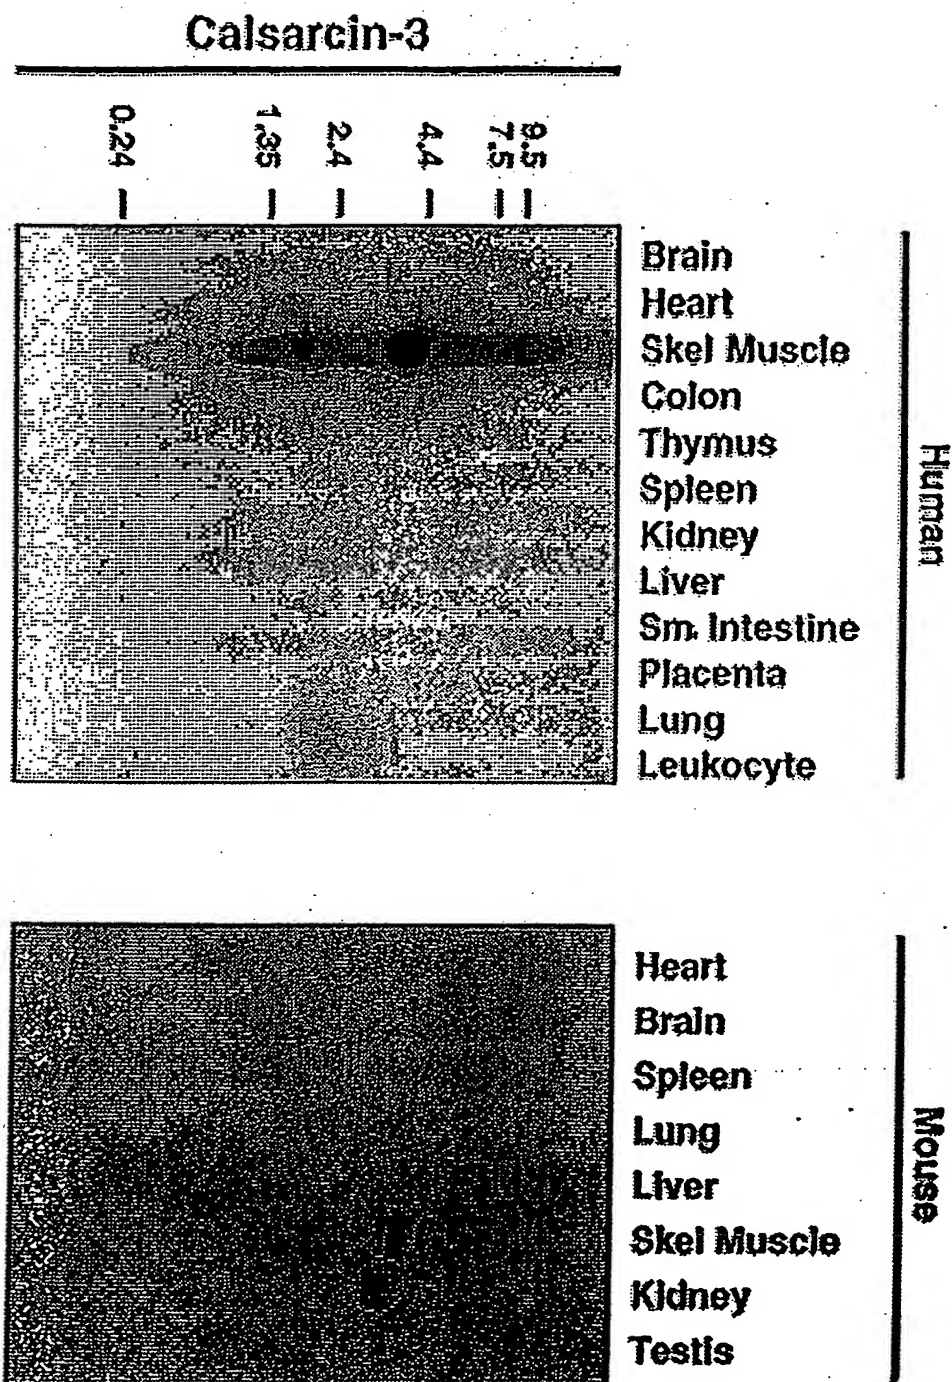 Calsarcin-3
0.24
1.35
2.4
4.4
7.5
9.5
Brain
Heart
Skel Muscle
Colon
Thymus
Spleen
Kidney
Liver
Sm. Intestine
Placenta
Lung
Leukocyte
Human
Heart
Brain
Spleen
Lung
Liver
Skel Muscle
Kidney
Testis
Mouse